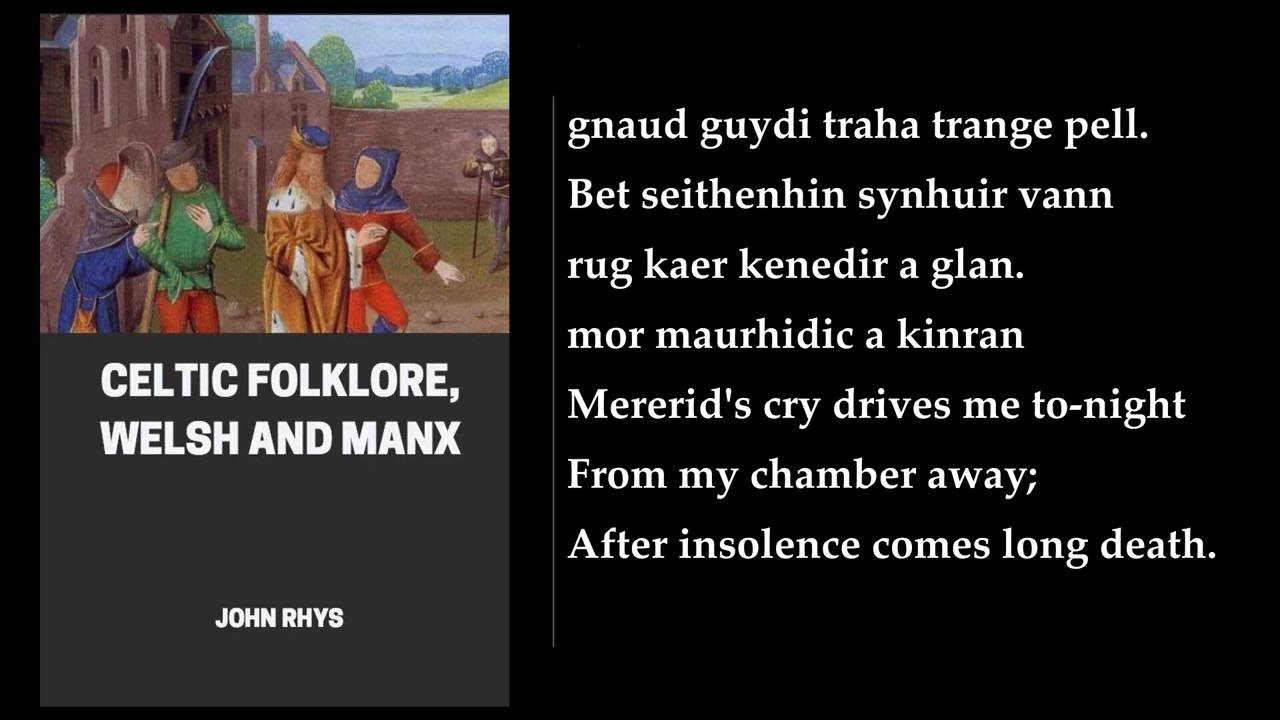 CELTIC FOLKLORE,
WELSH AND MANX
JOHN RHYS
gnaud guydi traha trange pell.
Bet seithenhin synhuir vann
rug kaer kenedir a glan.
mor maurhidic a kinran
Mererid's cry drives me to-night
From my chamber away;
After insolence comes long death.